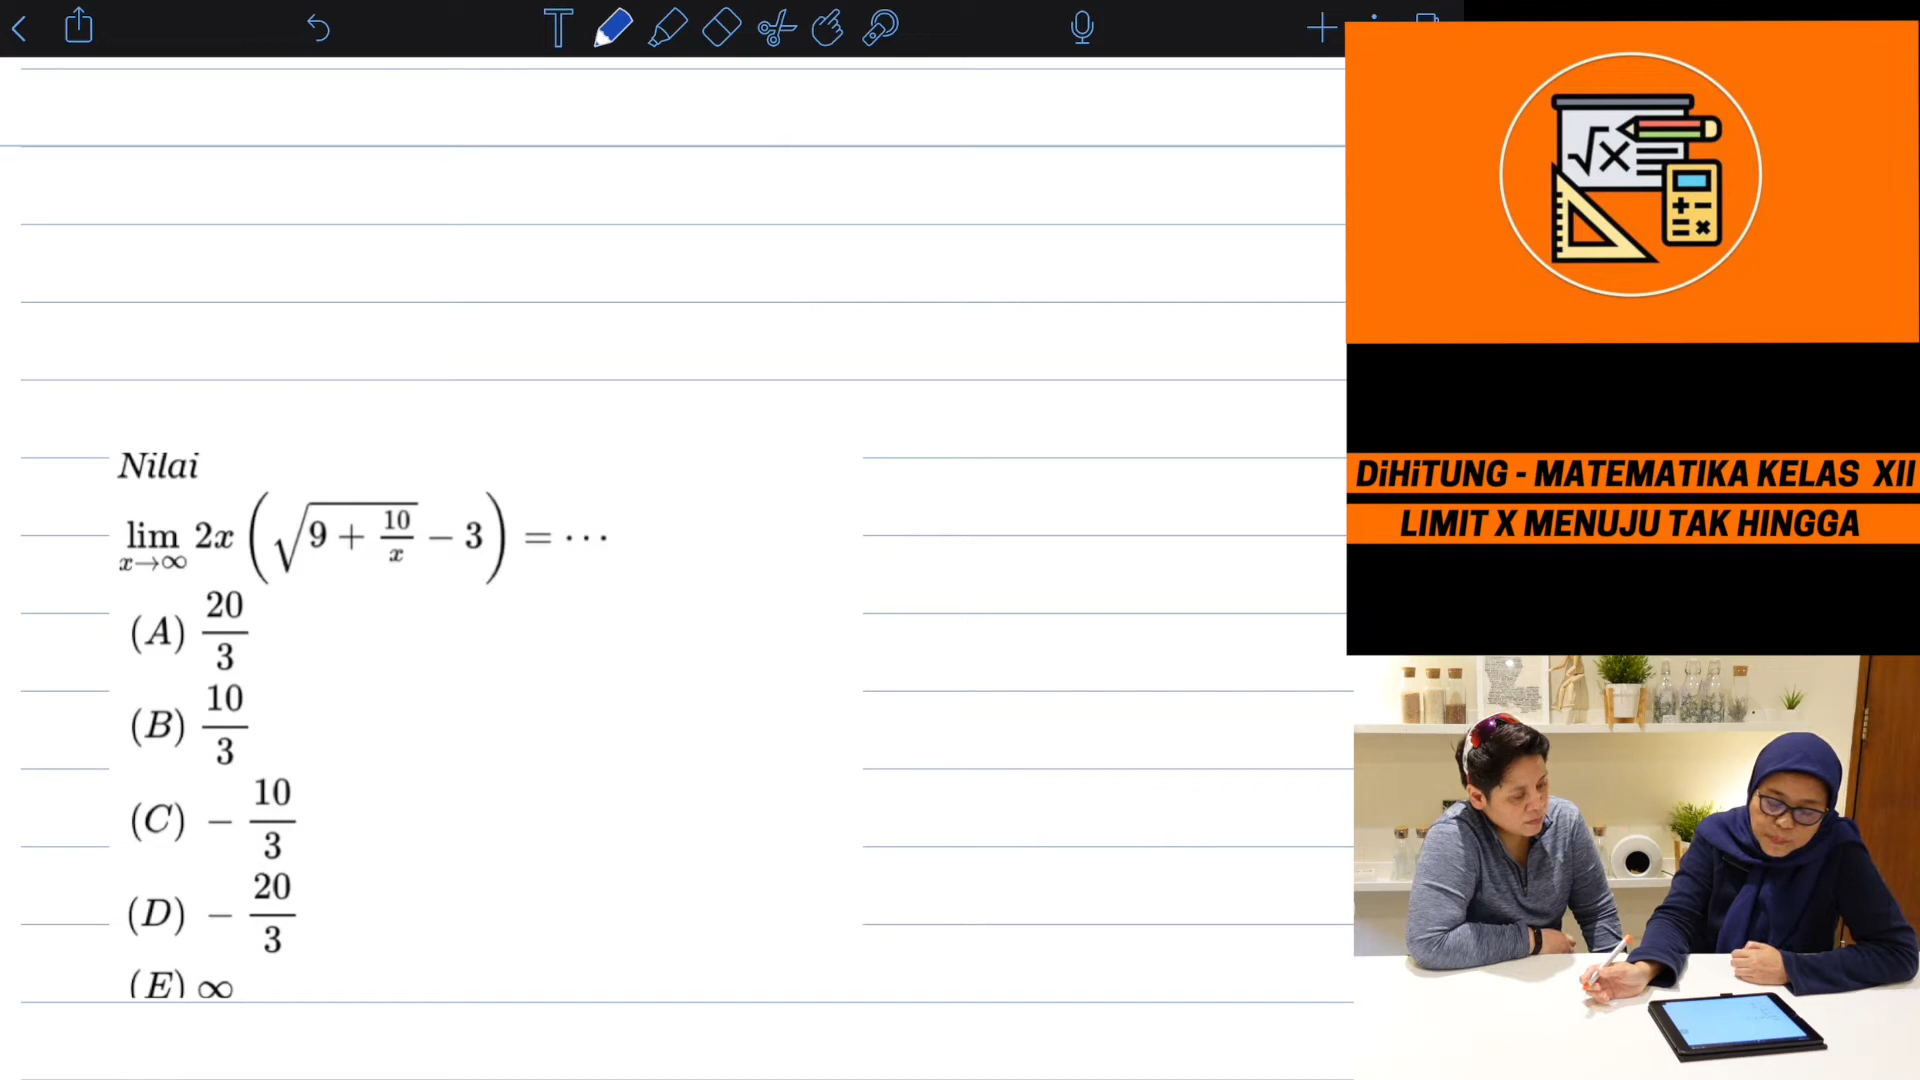 Nilai
lim x→∞ 2x (√(9 + 10/x) − 3) = ⋯
(A) 20/3
(B) 10/3
(C) − 10/3
(D) − 20/3
(E) ∞
DiHiTUNG - MATEMATIKA KELAS XII
LIMIT X MENUJU TAK HINGGA